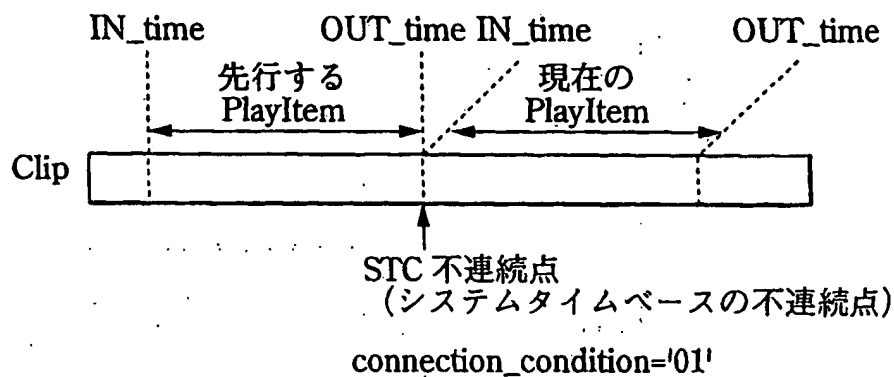 IN_time OUT_time IN_time OUT_time
先行する
PlayItem
現在の
PlayItem
Clip
STC 不連続点
(システムタイムベースの不連続点)
connection_condition='01'